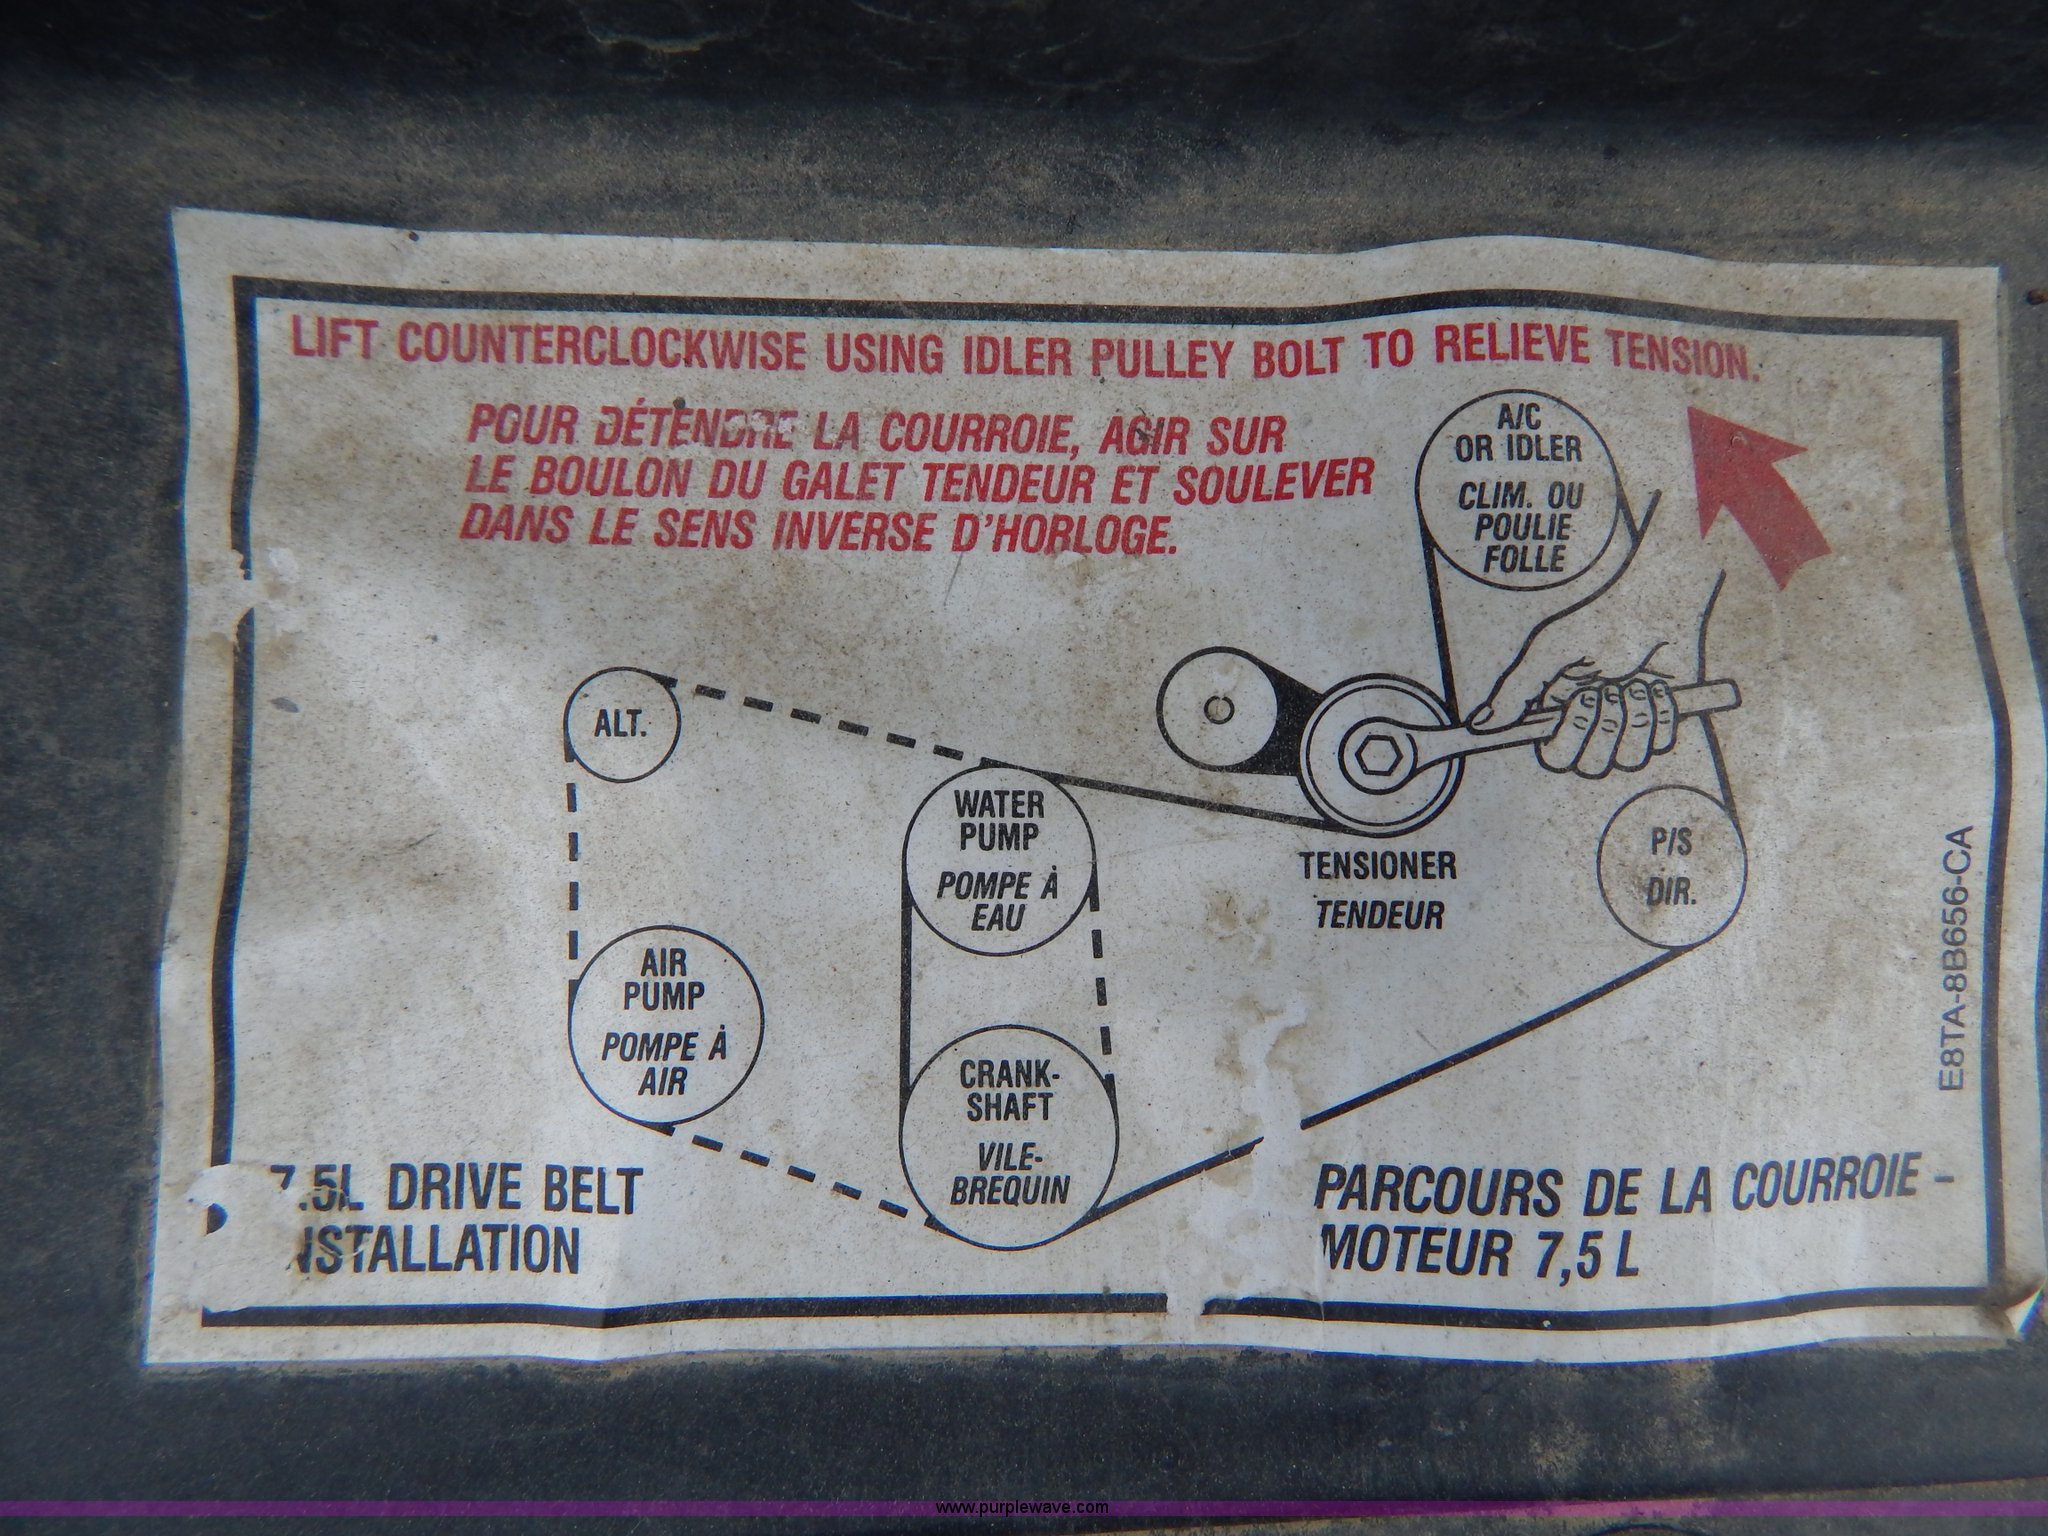 LIFT COUNTERCLOCKWISE USING IDLER PULLEY BOLT TO RELIEVE TENSION.
POUR DÉTENDRE LA COURROIE, AGIR SUR
LE BOULON DU GALET TENDEUR ET SOULEVER
DANS LE SENS INVERSE D'HORLOGE.
A/C
OR IDLER
CLIM. OU
POULIE
FOLLE
ALT.
WATER
PUMP
POMPE À
EAU
TENSIONER
TENDEUR
P/S
DIR.
AIR
PUMP
POMPE À
AIR
CRANK-
SHAFT
VILE-
BREQUIN
E8TA-8B656-CA
7.5L DRIVE BELT
NSTALLATION
PARCOURS DE LA COURROIE -
MOTEUR 7,5 L
www.purplewave.com